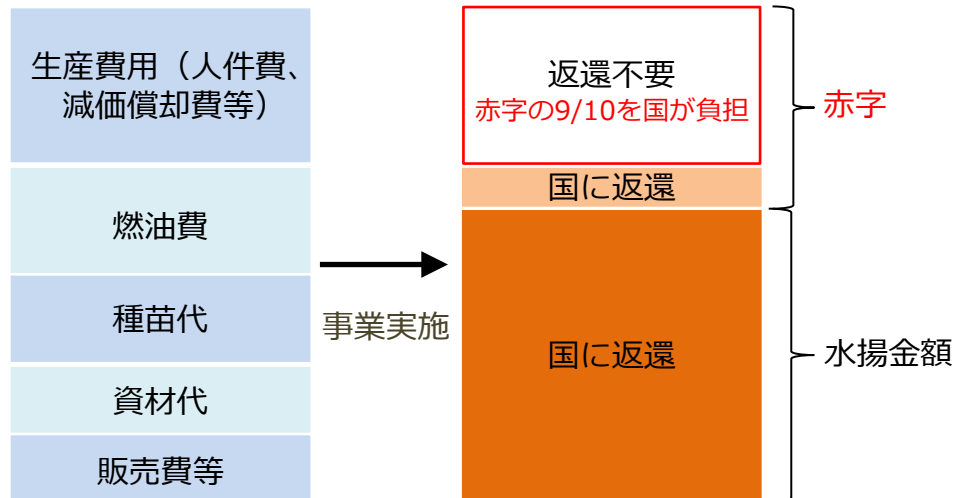 生産費用（人件費、
減価償却費等）
燃油費
種苗代
資材代
販売費等
事業実施
返還不要
赤字の9/10を国が負担
国に返還
国に返還
赤字
水揚金額